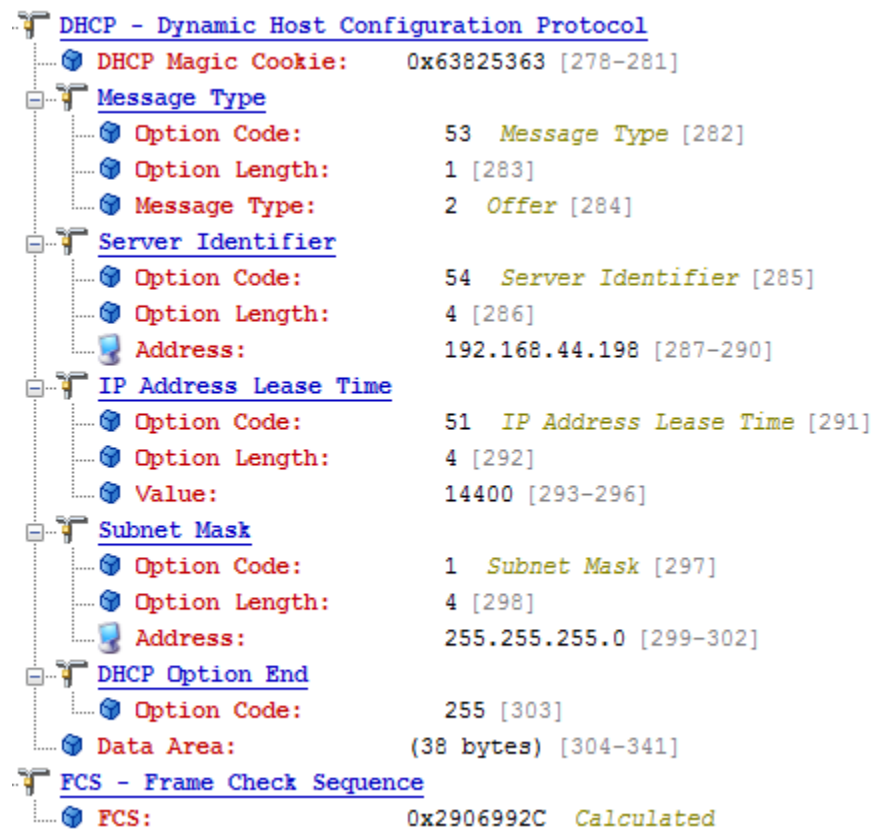 DHCP - Dynamic Host Configuration Protocol
DHCP Magic Cookie: 0x63825363 [278-281]
Message Type
Option Code: 53 Message Type [282]
Option Length: 1 [283]
Message Type: 2 Offer [284]
Server Identifier
Option Code: 54 Server Identifier [285]
Option Length: 4 [286]
Address: 192.168.44.198 [287-290]
IP Address Lease Time
Option Code: 51 IP Address Lease Time [291]
Option Length: 4 [292]
Value: 14400 [293-296]
Subnet Mask
Option Code: 1 Subnet Mask [297]
Option Length: 4 [298]
Address: 255.255.255.0 [299-302]
DHCP Option End
Option Code: 255 [303]
Data Area: (38 bytes) [304-341]
FCS - Frame Check Sequence
FCS: 0x2906992C Calculated